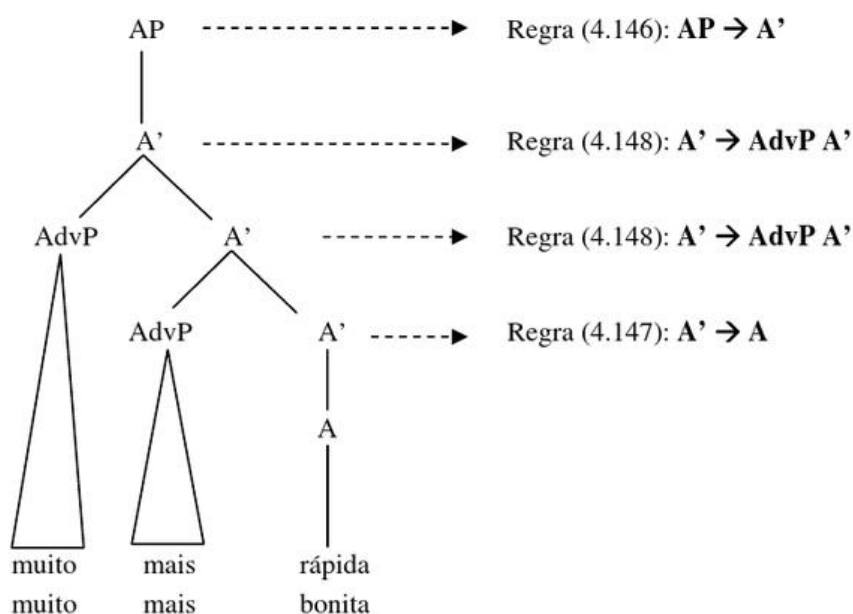 AP Regra (4.146): AP → A’
A’ Regra (4.148): A’ → AdvP A’
AdvP A’ Regra (4.148): A’ → AdvP A’
AdvP A’ Regra (4.147): A’ → A
A
muito mais rápida
muito mais bonita